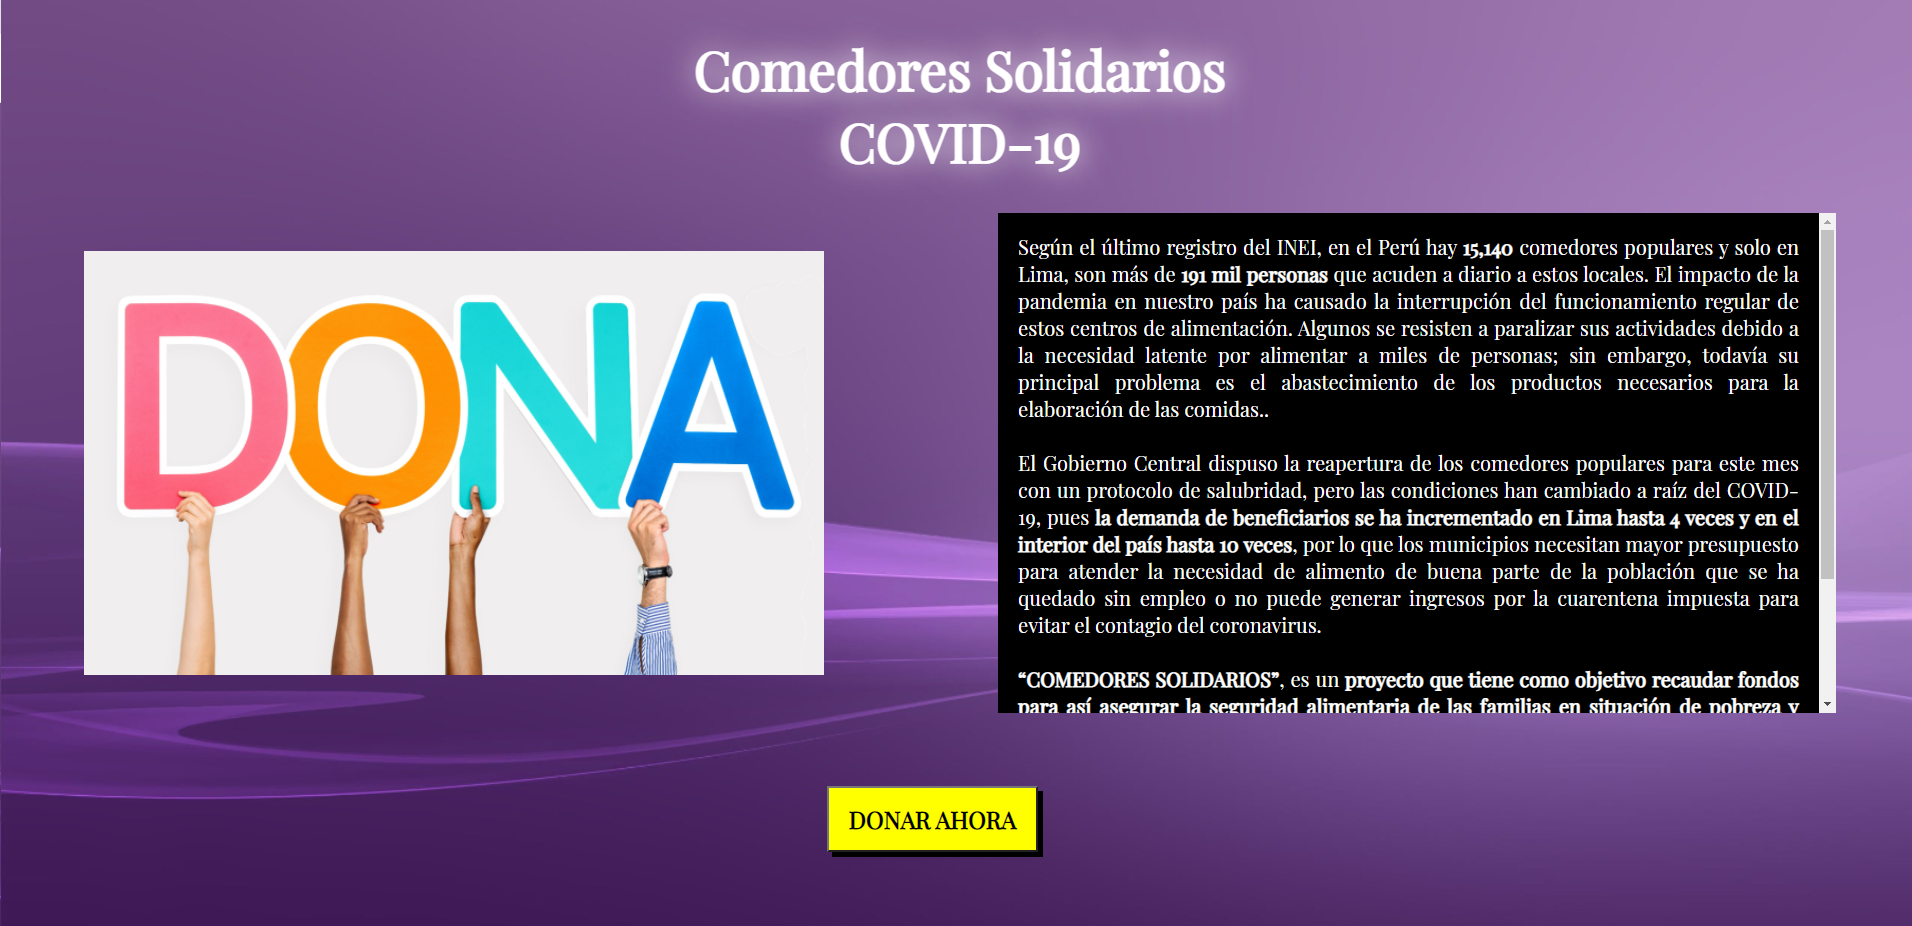 Comedores Solidarios
COVID-19
DONA
Según el último registro del INEI, en el Perú hay 15,140 comedores populares y solo en
Lima, son más de 191 mil personas que acuden a diario a estos locales. El impacto de la
pandemia en nuestro país ha causado la interrupción del funcionamiento regular de
estos centros de alimentación. Algunos se resisten a paralizar sus actividades debido a
la necesidad latente por alimentar a miles de personas; sin embargo, todavía su
principal problema es el abastecimiento de los productos necesarios para la
elaboración de las comidas..
El Gobierno Central dispuso la reapertura de los comedores populares para este mes
con un protocolo de salubridad, pero las condiciones han cambiado a raíz del COVID-
19, pues la demanda de beneficiarios se ha incrementado en Lima hasta 4 veces y en el
interior del país hasta 10 veces, por lo que los municipios necesitan mayor presupuesto
para atender la necesidad de alimento de buena parte de la población que se ha
quedado sin empleo o no puede generar ingresos por la cuarentena impuesta para
evitar el contagio del coronavirus.
“COMEDORES SOLIDARIOS”, es un proyecto que tiene como objetivo recaudar fondos
para así asegurar la seguridad alimentaria de las familias en situación de pobreza y
DONAR AHORA